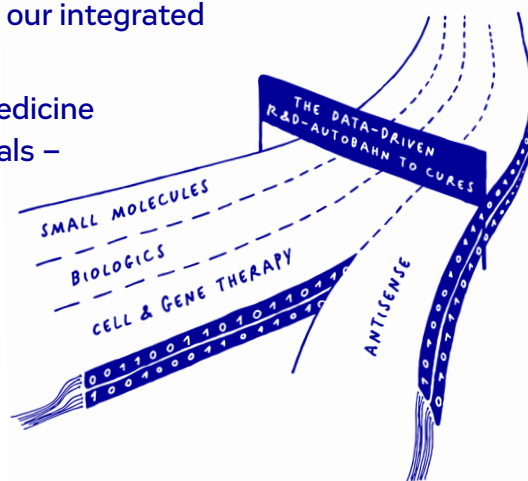 our integrated
edicine
als –
THE DATA-DRIVEN
R&D-AUTOBAHN TO CURES
SMALL MOLECULES
BIOLOGICS
CELL & GENE THERAPY
ANTISENSE